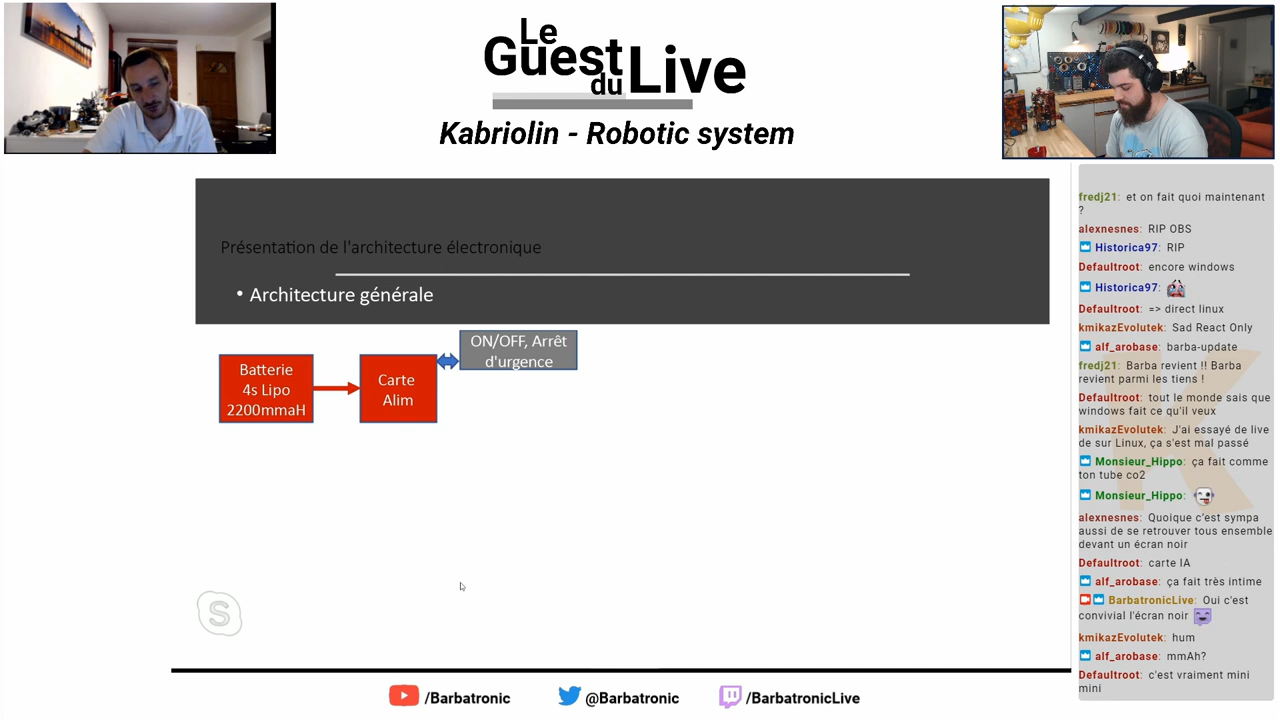 Le
Guest
du Live
Kabriolin - Robotic system
Présentation de l'architecture électronique
• Architecture générale
Batterie
4s Lipo
2200mmaH
Carte
Alim
ON/OFF, Arrêt
d'urgence
S
/Barbatronic
@Barbatronic
/BarbatronicLive
fredj21: et on fait quoi maintenant
?
alexnesnes: RIP OBS
Historica97: RIP
Defaultroot: encore windows
Historica97:
Defaultroot: => direct linux
kmikazEvolutek: Sad React Only
alf_arobase: barba-update
fredj21: Barba revient !! Barba
revient parmi les tiens !
Defaultroot: tout le monde sais que
windows fait ce qu'il veux
kmikazEvolutek: J'ai essayé de live
de sur Linux, ça s'est mal passé
Monsieur_Hippo: ça fait comme
ton tube co2
Monsieur_Hippo:
alexnesnes: Quoique c'est sympa
aussi de se retrouver tous ensemble
devant un écran noir
Defaultroot: carte IA
alf_arobase: ça fait très intime
BarbatronicLive: Oui c'est
convivial l'écran noir
kmikazEvolutek: hum
alf_arobase: mmAh?
Defaultroot: c'est vraiment mini
mini